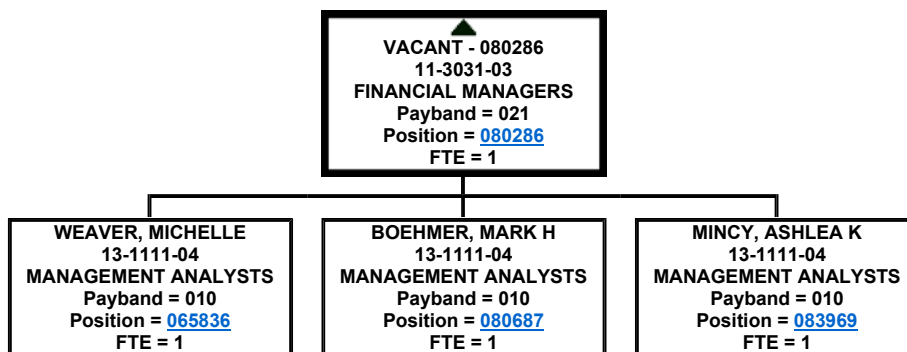 VACANT - 080286
11-3031-03
FINANCIAL MANAGERS
Payband = 021
Position = 080286
FTE = 1
WEAVER, MICHELLE
13-1111-04
MANAGEMENT ANALYSTS
Payband = 010
Position = 065836
FTE = 1
BOEHMER, MARK H
13-1111-04
MANAGEMENT ANALYSTS
Payband = 010
Position = 080687
FTE = 1
MINCY, ASHLEA K
13-1111-04
MANAGEMENT ANALYSTS
Payband = 010
Position = 083969
FTE = 1